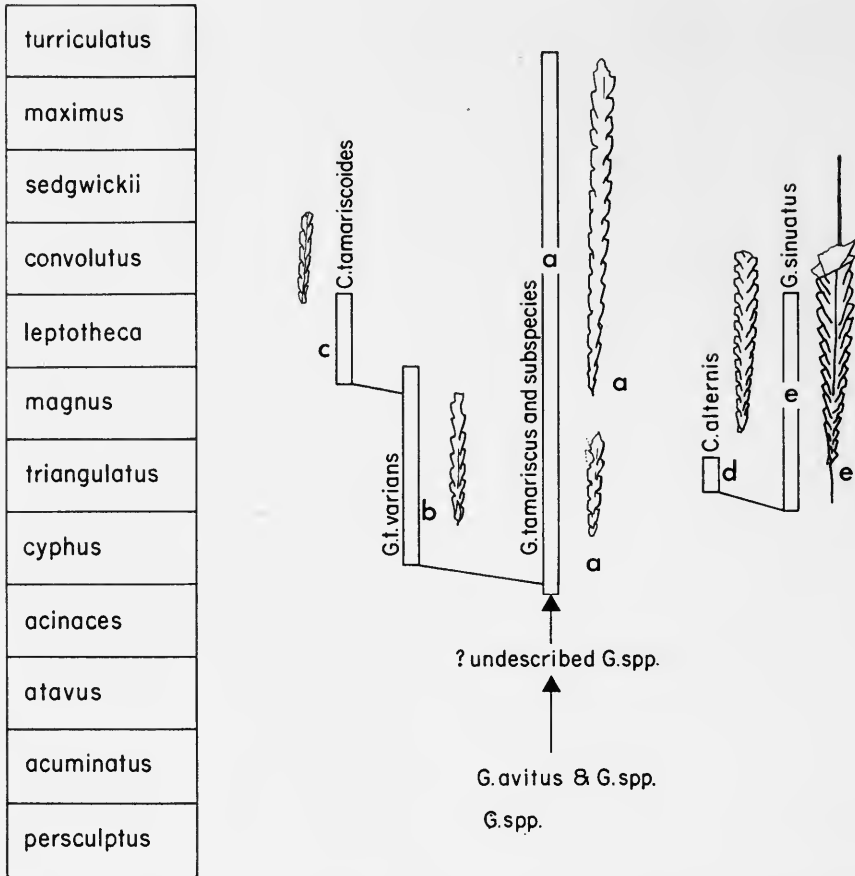 turriculatus
maximus
sedgwickii
convolutus
leptotheca
magnus
triangulatus
cyphus
acinaces
atavus
acuminatus
persculptus
C.tamariscoides
c
G.t.varians
b
G.tamariscus and subspecies
a
a
a
C.alternis
d
G.sinuatus
e
e
? undescribed G.spp.
G.avitus & G.spp.
G.spp.